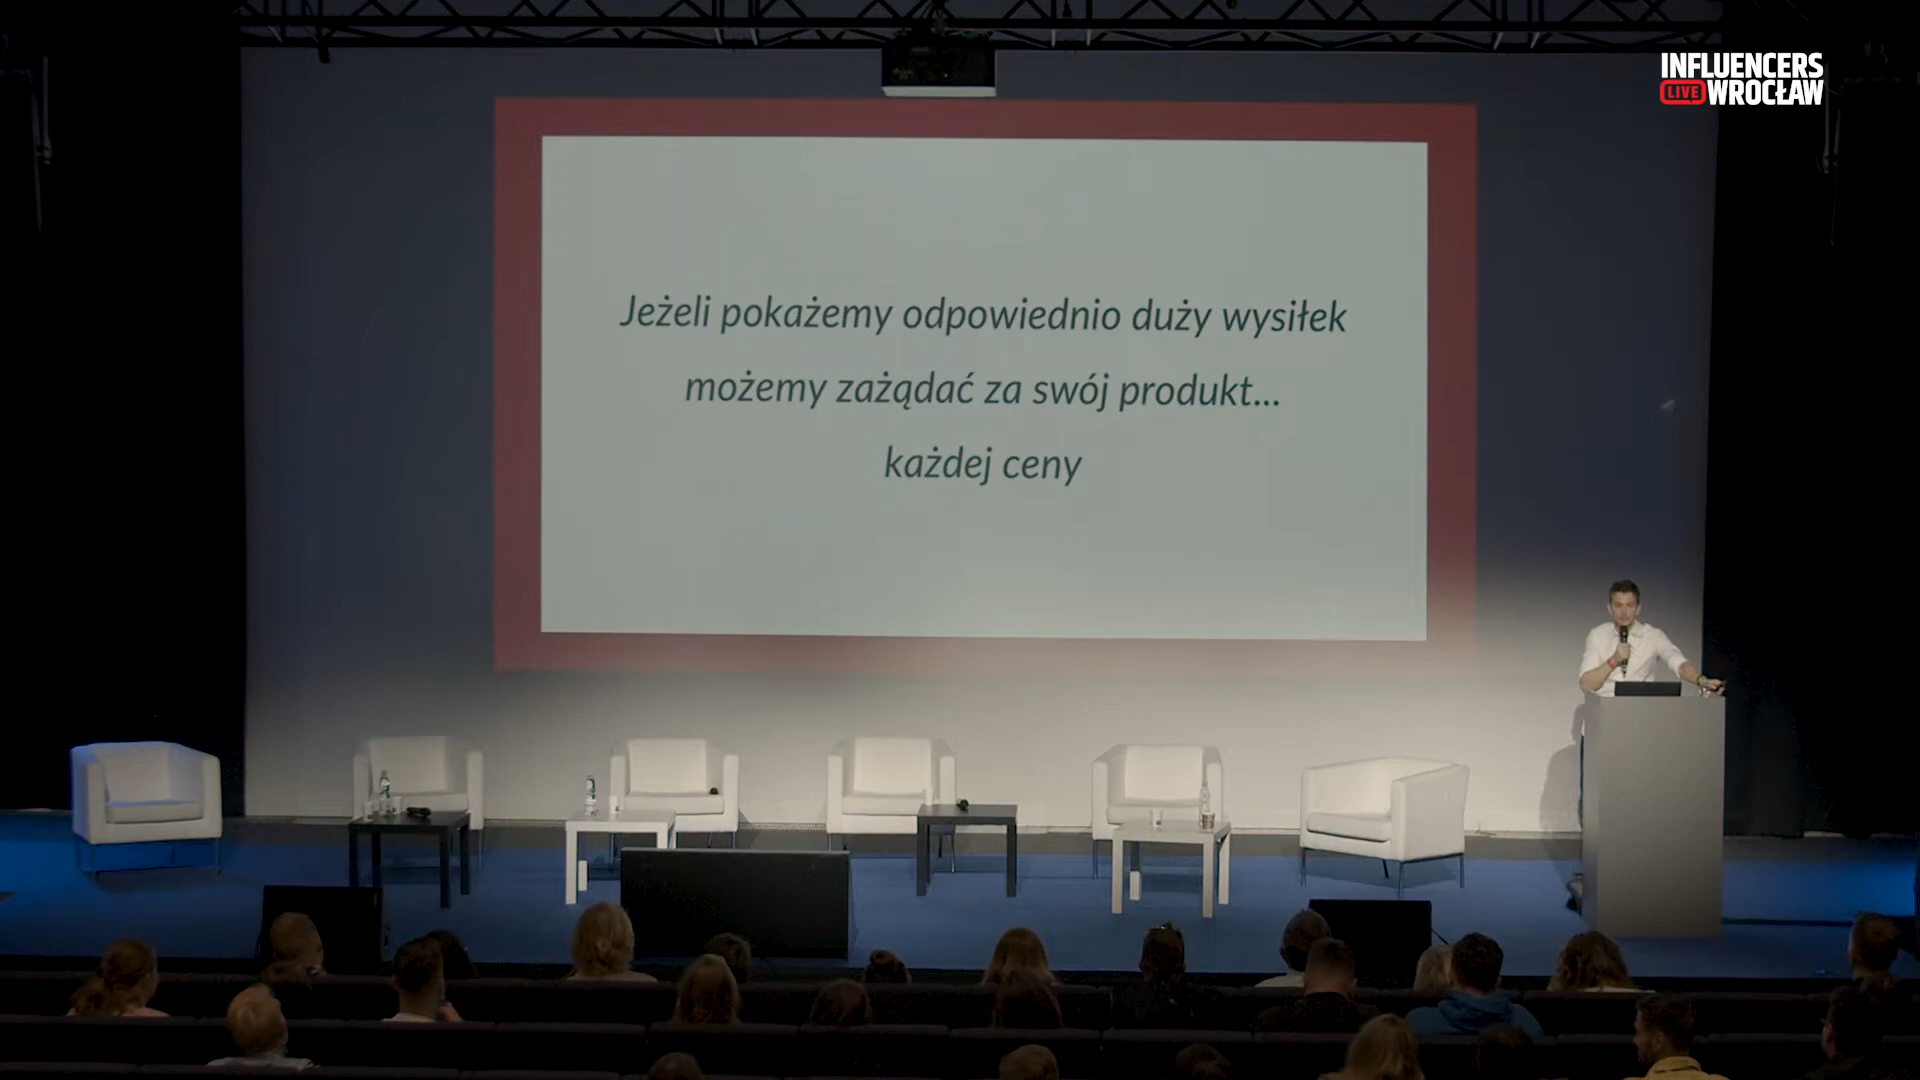 INFLUENCERS
LIVE WROCŁAW
Jeżeli pokażemy odpowiednio duży wysiłek
możemy zażądać za swój produkt...
każdej ceny